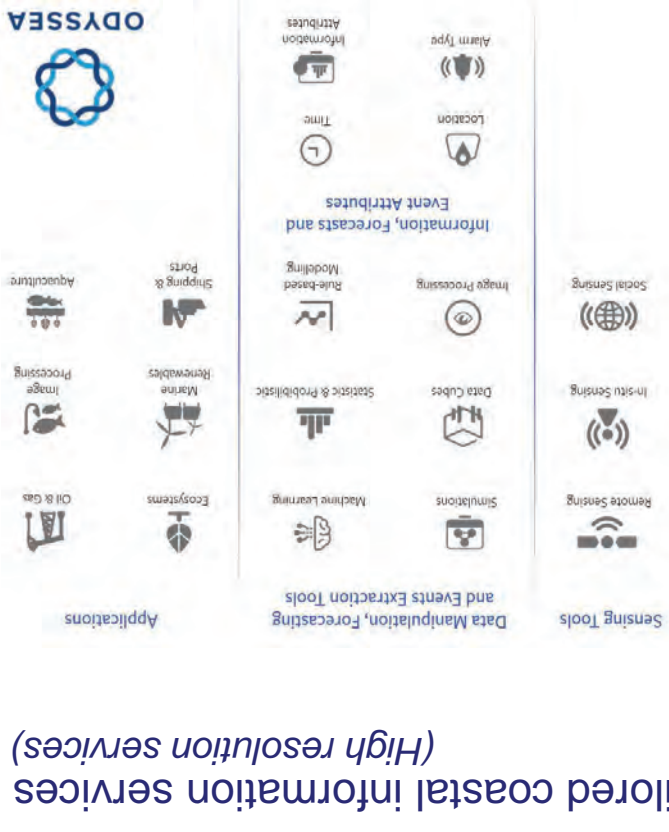 ilored coastal information services
(High resolution services)
Sensing Tools
Remote Sensing
In-situ Sensing
Social Sensing
Data Manipulation, Forecasting
and Events Extraction Tools
Simulations
Machine Learning
Data Cubes
Statistic & Probiblistic
Image Processing
Rule-based
Modelling
Information, Forecasts and
Event Attributes
Location
Time
Alarm Type
Information
Attributes
Applications
Ecosystems
Oil & Gas
Marine
Renewables
Image
Processing
Shipping &
Ports
Aquaculture
ODYSSEA